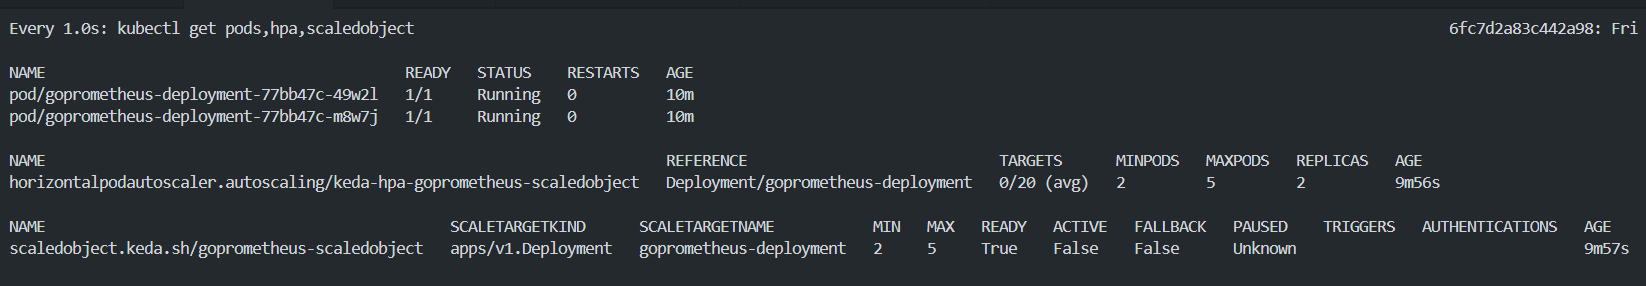 Every 1.0s: kubectl get pods,hpa,scaledobject 6fc7d2a83c442a98: Fri
NAME READY STATUS RESTARTS AGE
pod/goprometheus-deployment-77bb47c-49w2l 1/1 Running 0 10m
pod/goprometheus-deployment-77bb47c-m8w7j 1/1 Running 0 10m
NAME REFERENCE TARGETS MINPODS MAXPODS REPLICAS AGE
horizontalpodautoscaler.autoscaling/keda-hpa-goprometheus-scaledobject Deployment/goprometheus-deployment 0/20 (avg) 2 5 2 9m56s
NAME SCALETARGETKIND SCALETARGETNAME MIN MAX READY ACTIVE FALLBACK PAUSED TRIGGERS AUTHENTICATIONS AGE
scaledobject.keda.sh/goprometheus-scaledobject apps/v1.Deployment goprometheus-deployment 2 5 True False False Unknown 9m57s